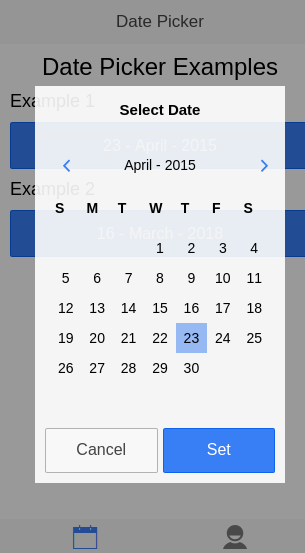 Date Picker
Date Picker Examples
Example 1
Select Date
23 - April - 2015
April - 2015
Example 2
S M T W T F S
16 - March - 2018
1 2 3 4
5 6 7 8 9 10 11
12 13 14 15 16 17 18
19 20 21 22 23 24 25
26 27 28 29 30
Cancel Set